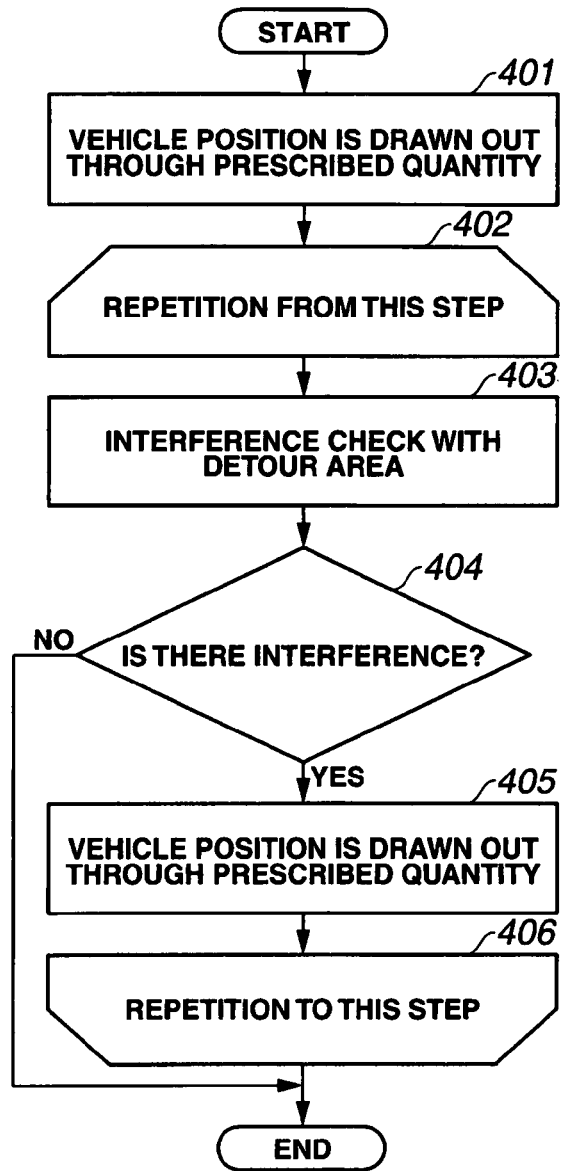 START
401
VEHICLE POSITION IS DRAWN OUT
THROUGH PRESCRIBED QUANTITY
402
REPETITION FROM THIS STEP
403
INTERFERENCE CHECK WITH
DETOUR AREA
404
NO
IS THERE INTERFERENCE?
YES
405
VEHICLE POSITION IS DRAWN OUT
THROUGH PRESCRIBED QUANTITY
406
REPETITION TO THIS STEP
END